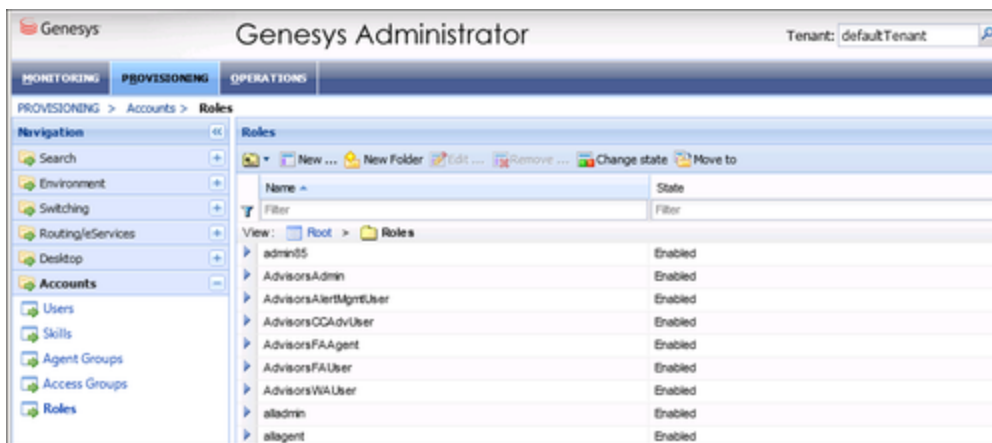 Genesys
Genesys Administrator
Tenant: defaultTenant
MONITORING PROVISIONING OPERATIONS
PROVISIONING > Accounts > Roles
Navigation
Search
Environment
Switching
Routing/eServices
Desktop
Accounts
Users
Skills
Agent Groups
Access Groups
Roles
Roles
New ... New Folder Edit ... Remove ... Change state Move to
Name State
Filter Filter
View: Root > Roles
admin85 Enabled
AdvisorsAdmin Enabled
AdvisorsAlertMgmtUser Enabled
AdvisorsCCAdvUser Enabled
AdvisorsFAAgent Enabled
AdvisorsFAUser Enabled
AdvisorsWAUser Enabled
alladmin Enabled
allagent Enabled